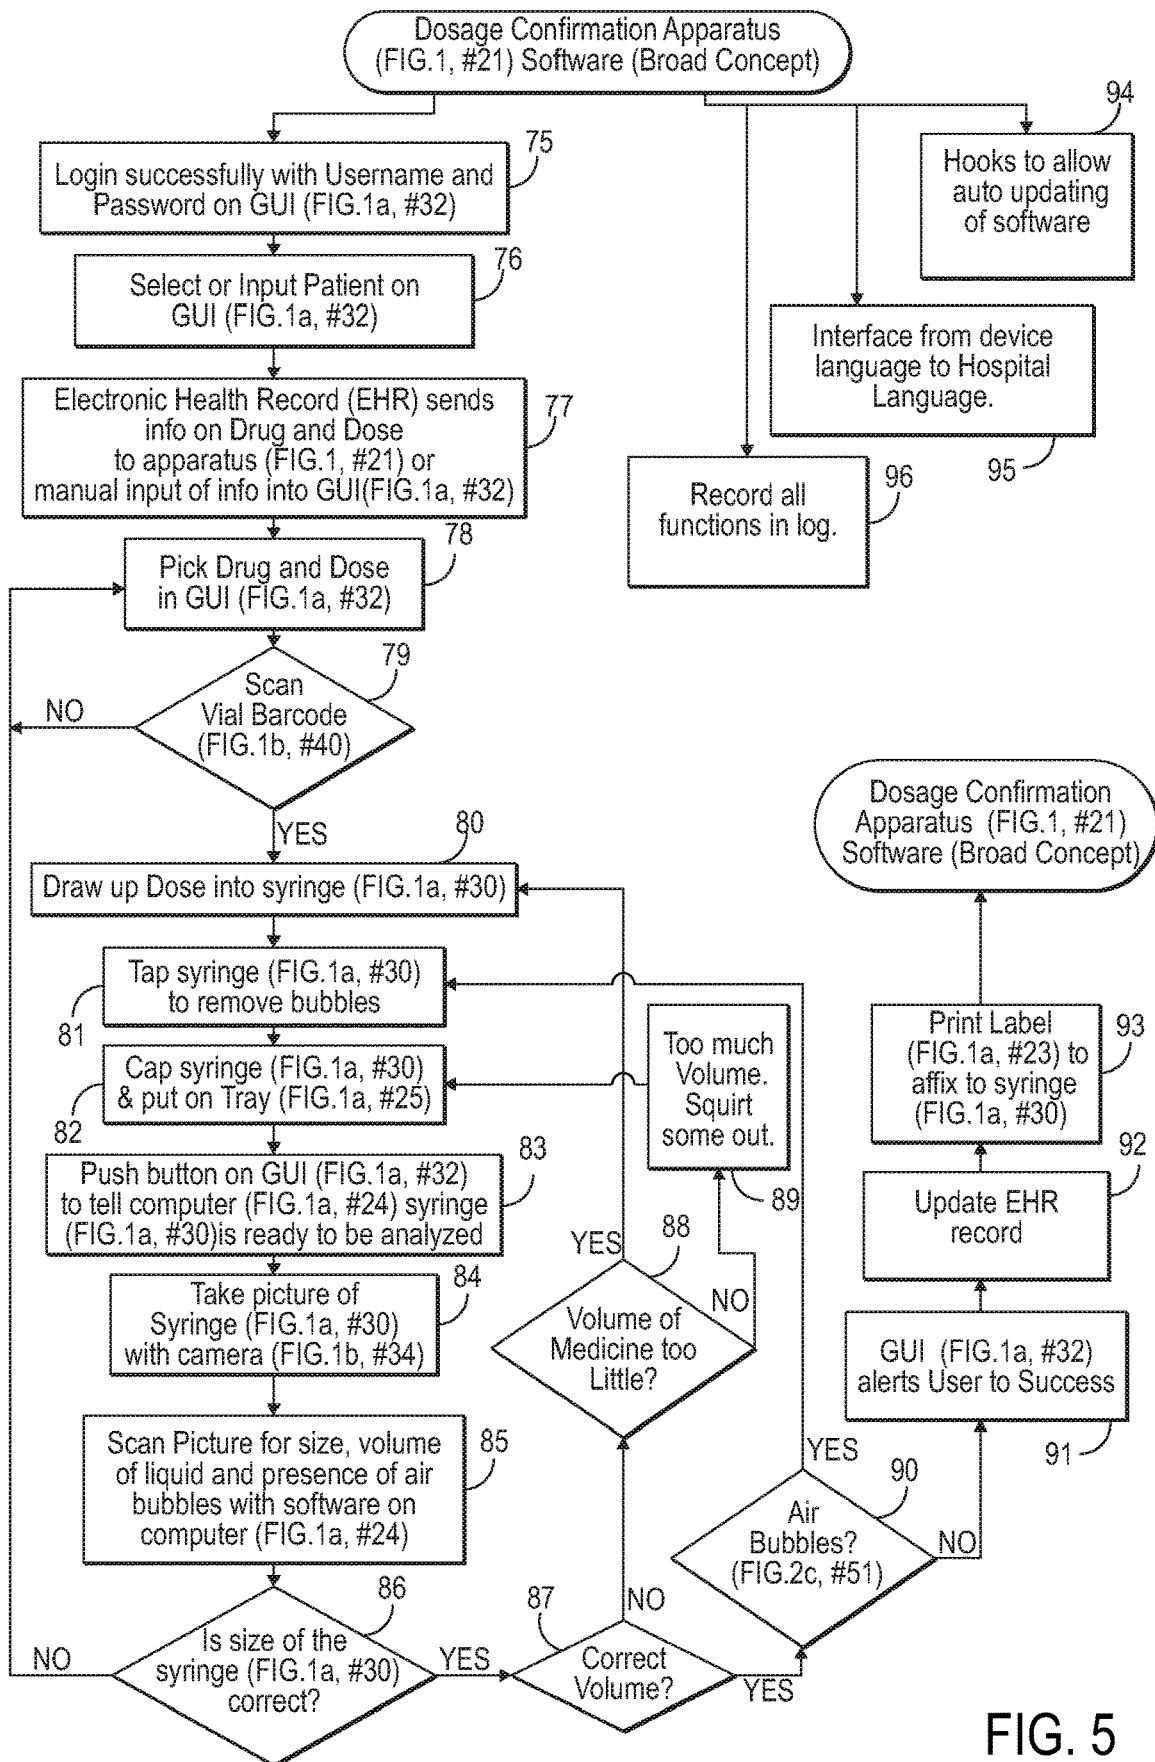 Dosage Confirmation Apparatus
(FIG.1, #21) Software (Broad Concept)
94
Hooks to allow
auto updating
of software
75
Login successfully with Username and
Password on GUI (FIG.1a, #32)
76
Select or Input Patient on
GUI (FIG.1a, #32)
Interface from device
language to Hospital
Language.
95
77
Electronic Health Record (EHR) sends
info on Drug and Dose
to apparatus (FIG.1, #21) or
manual input of info into GUI(FIG.1a, #32)
96
Record all
functions in log.
78
Pick Drug and Dose
in GUI (FIG.1a, #32)
79
Scan
Vial Barcode
(FIG.1b, #40)
NO
YES
80
Draw up Dose into syringe (FIG.1a, #30)
Tap syringe (FIG.1a, #30)
to remove bubbles
81
Cap syringe (FIG.1a, #30)
& put on Tray (FIG.1a, #25)
82
83
Push button on GUI (FIG.1a, #32)
to tell computer (FIG.1a, #24) syringe
(FIG.1a, #30)is ready to be analyzed
84
Take picture of
Syringe (FIG.1a, #30)
with camera (FIG.1b, #34)
85
Scan Picture for size, volume
of liquid and presence of air
bubbles with software on
computer (FIG.1a, #24)
86
Is size of the
syringe (FIG.1a, #30)
correct?
NO
YES
87
Correct
Volume?
NO
YES
88
Volume of
Medicine too
Little?
YES
NO
Too much
Volume.
Squirt
some out.
89
90
Air
Bubbles?
(FIG.2c, #51)
YES
NO
GUI (FIG.1a, #32)
alerts User to Success
91
92
Update EHR
record
93
Print Label
(FIG.1a, #23) to
affix to syringe
(FIG.1a, #30)
Dosage Confirmation
Apparatus (FIG.1, #21)
Software (Broad Concept)
FIG. 5